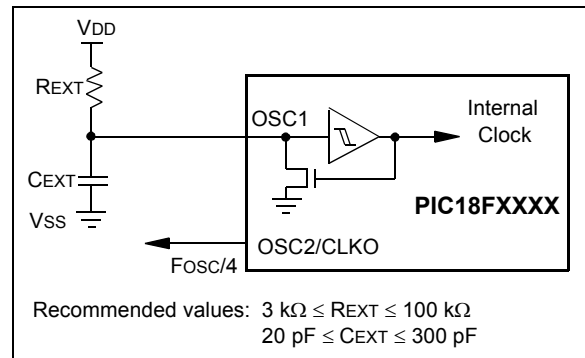 VDD
REXT
OSC1
Internal
Clock
CEXT
PIC18FXXXX
VSS
OSC2/CLKO
FOSC/4
Recommended values: 3 kΩ ≤ REXT ≤ 100 kΩ
20 pF ≤ CEXT ≤ 300 pF